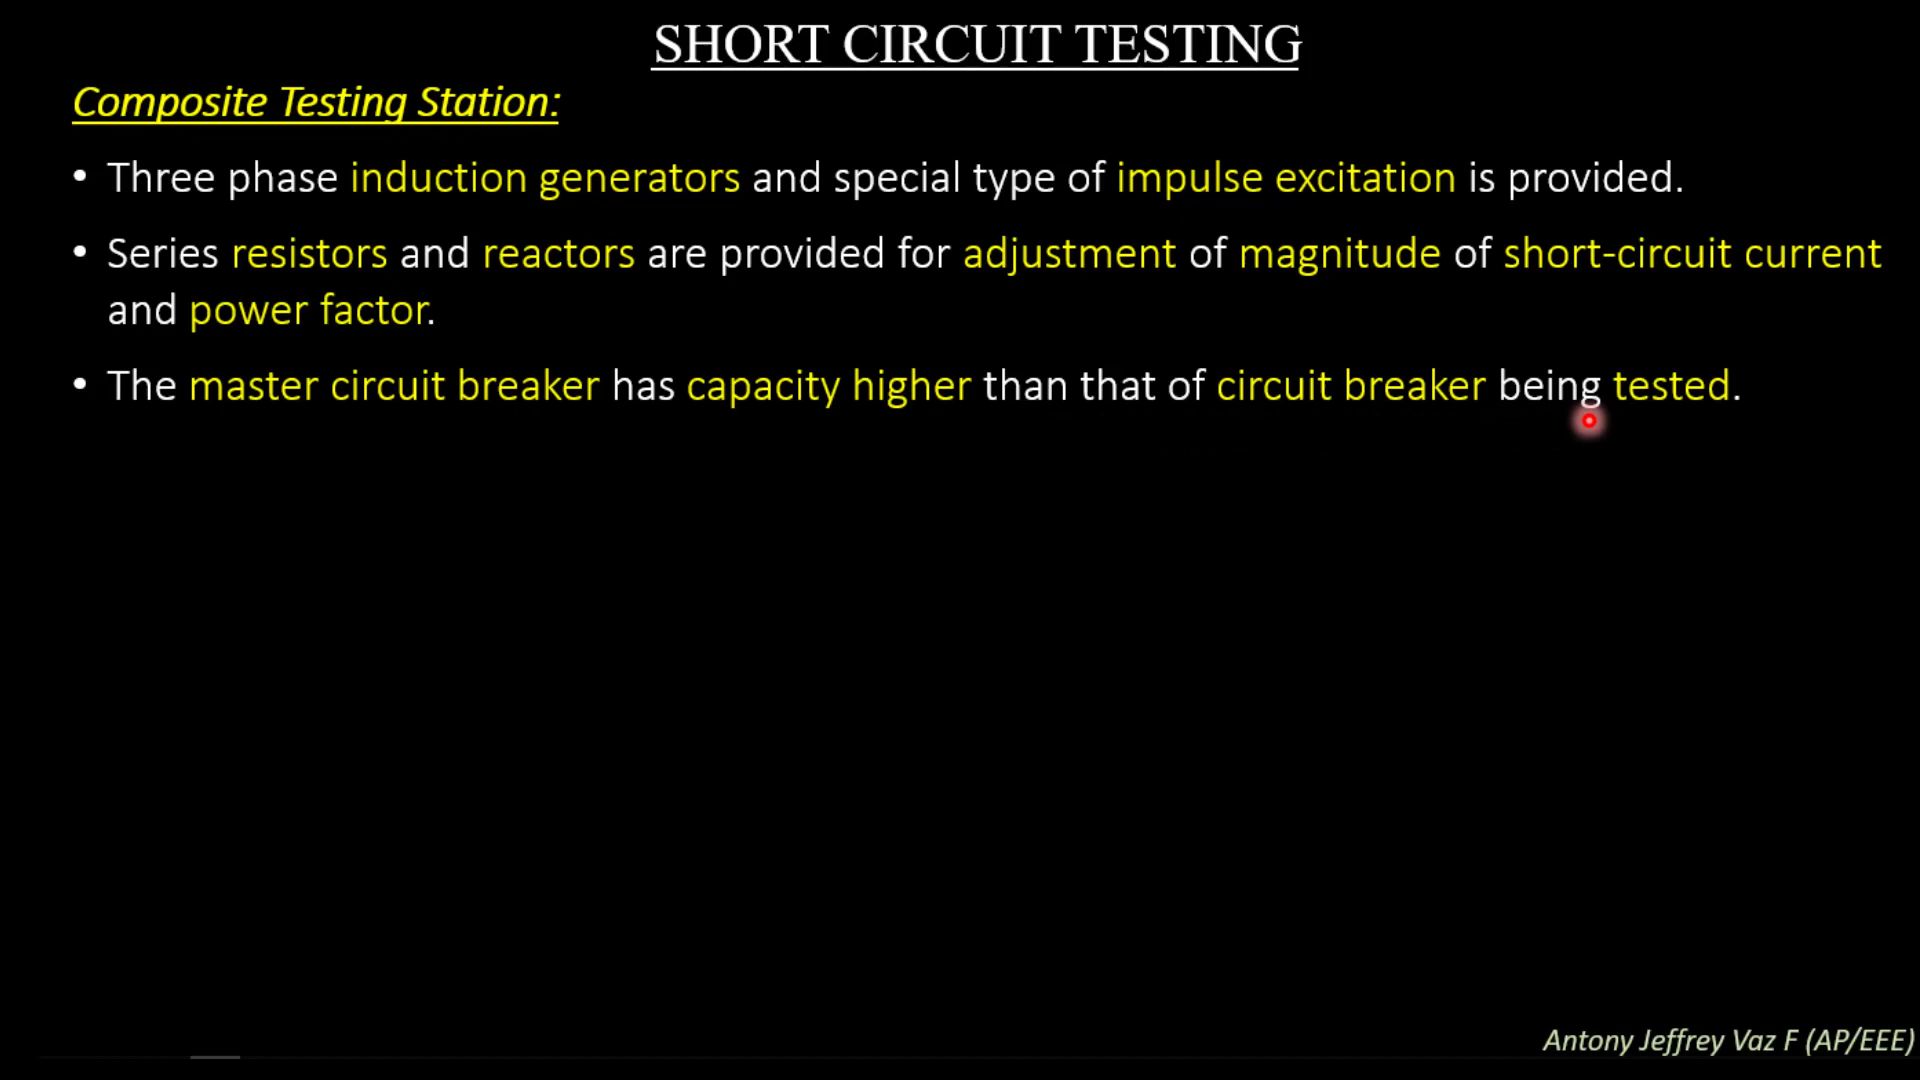 SHORT CIRCUIT TESTING
Composite Testing Station:
• Three phase induction generators and special type of impulse excitation is provided.
• Series resistors and reactors are provided for adjustment of magnitude of short-circuit current
and power factor.
• The master circuit breaker has capacity higher than that of circuit breaker being tested.
Antony Jeffrey Vaz F (AP/EEE)